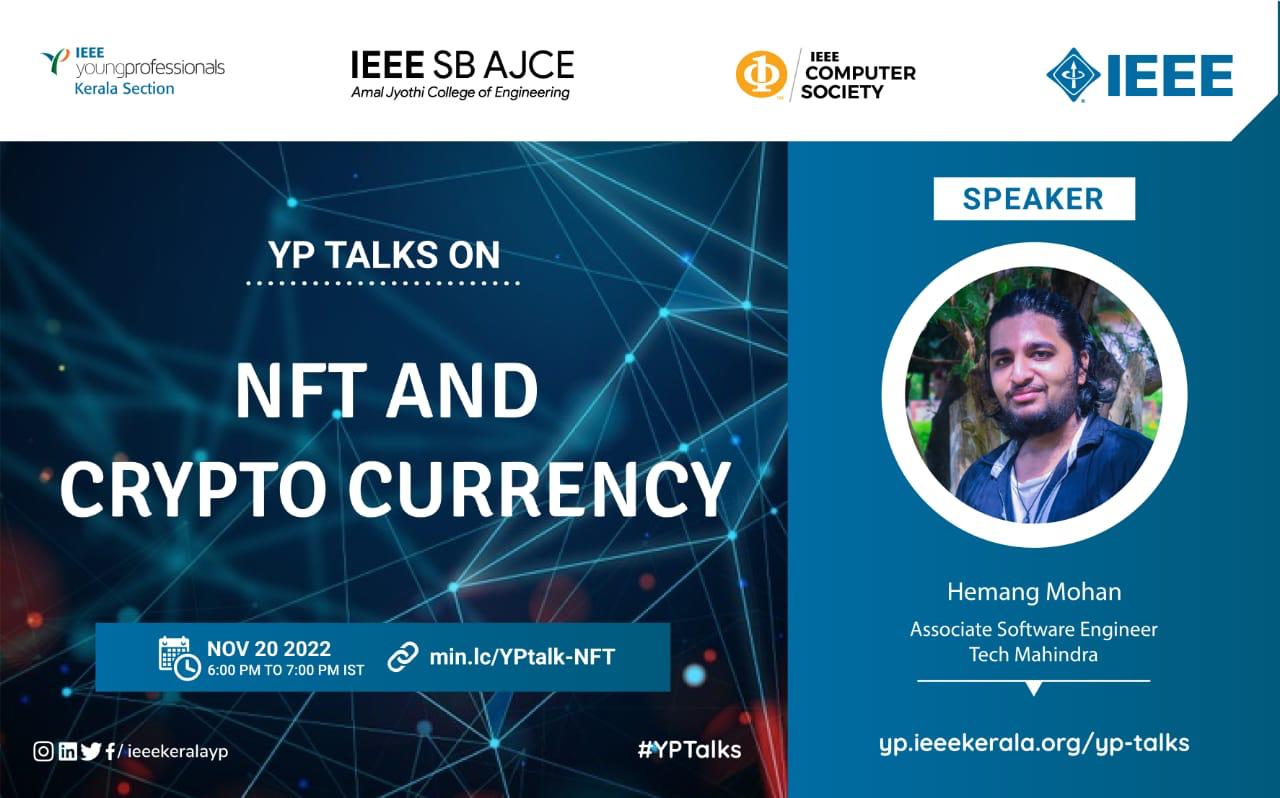 IEEE
youngprofessionals
Kerala Section
IEEE SB AJCE
Amal Jyothi College of Engineering
IEEE
COMPUTER
SOCIETY
IEEE
YP TALKS ON
NFT AND
CRYPTO CURRENCY
NOV 20 2022
6:00 PM TO 7:00 PM IST
min.lc/YPtalk-NFT
/ieeekeralayp
#YPTalks
SPEAKER
Hemang Mohan
Associate Software Engineer
Tech Mahindra
yp.ieeekerala.org/yp-talks